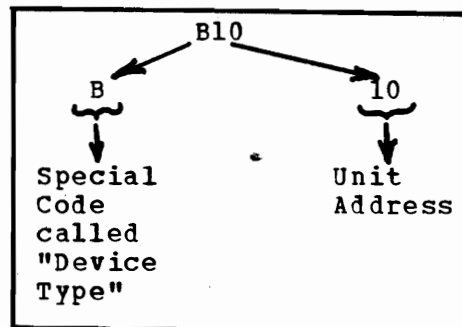 B10
B 10
Special Unit
Code Address
called
"Device
Type"